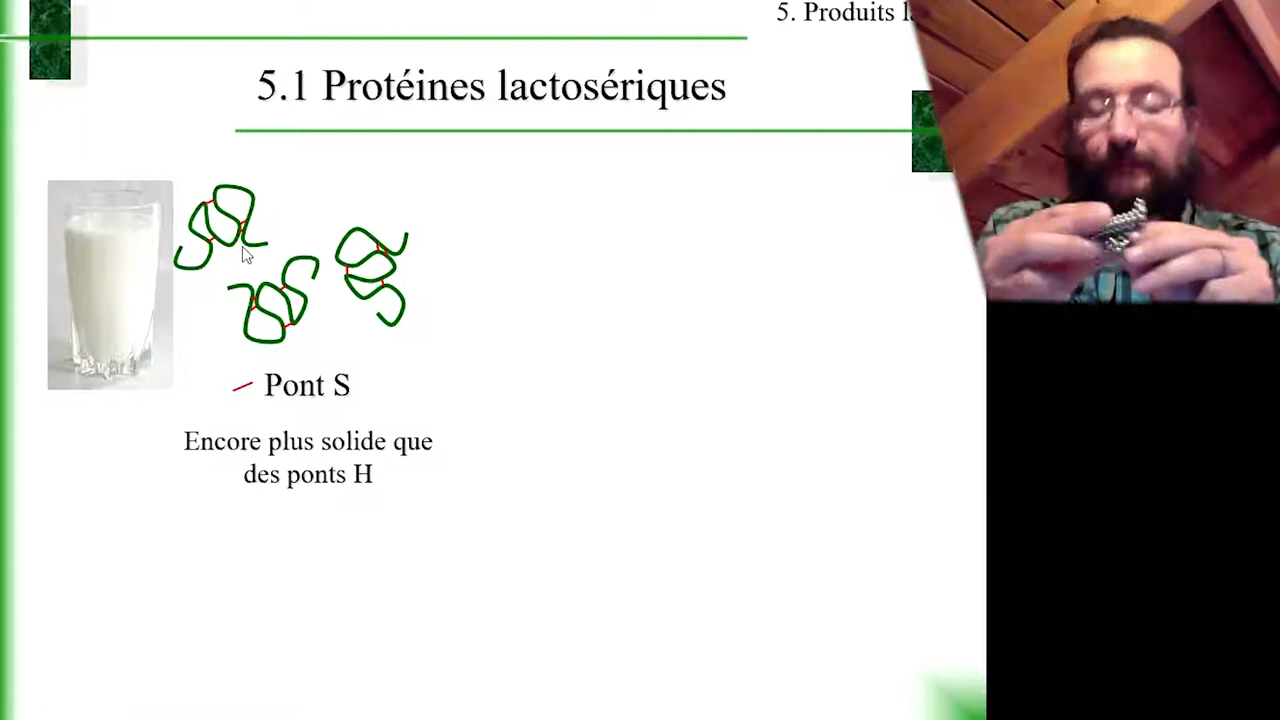 5. Produits
5.1 Protéines lactosériques
Pont S
Encore plus solide que
des ponts H